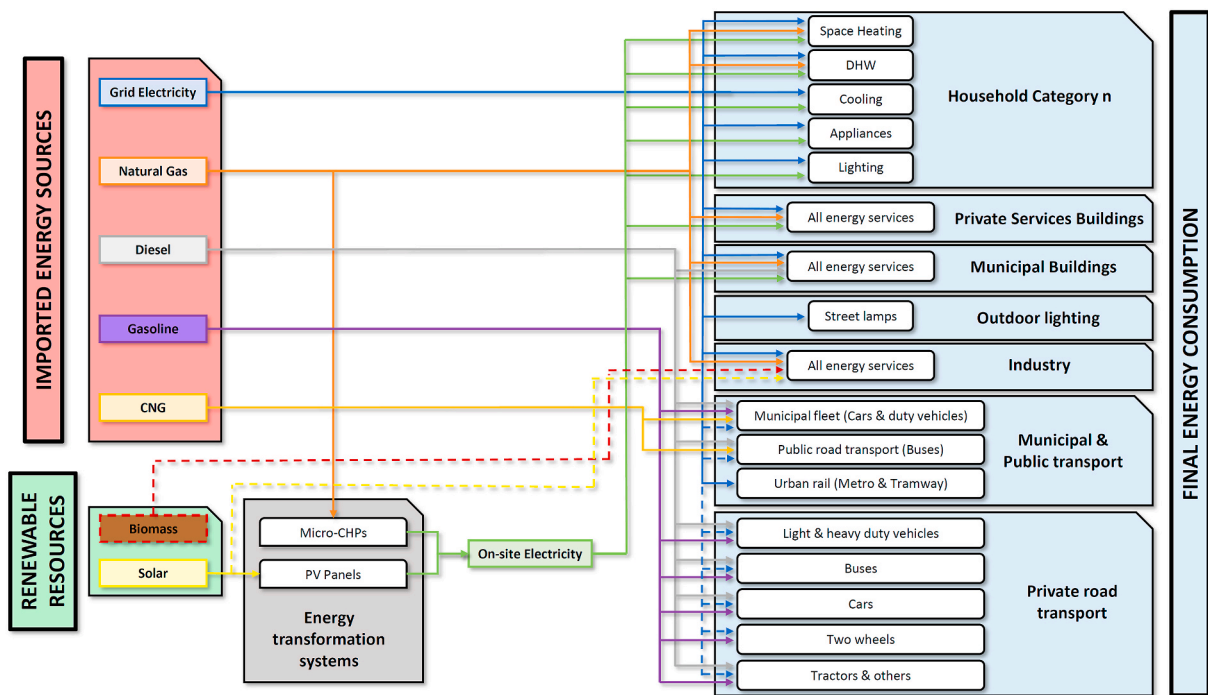 IMPORTED ENERGY SOURCES
Grid Electricity
Natural Gas
Diesel
Gasoline
CNG
RENEWABLE
RESOURCES
Biomass
Solar
Micro-CHPs
PV Panels
Energy
transformation
systems
On-site Electricity
Space Heating
DHW
Cooling
Appliances
Lighting
Household Category n
All energy services
Private Services Buildings
All energy services
Municipal Buildings
Street lamps
Outdoor lighting
All energy services
Industry
Municipal fleet (Cars & duty vehicles)
Public road transport (Buses)
Urban rail (Metro & Tramway)
Municipal &
Public transport
Light & heavy duty vehicles
Buses
Cars
Two wheels
Tractors & others
Private road
transport
FINAL ENERGY CONSUMPTION